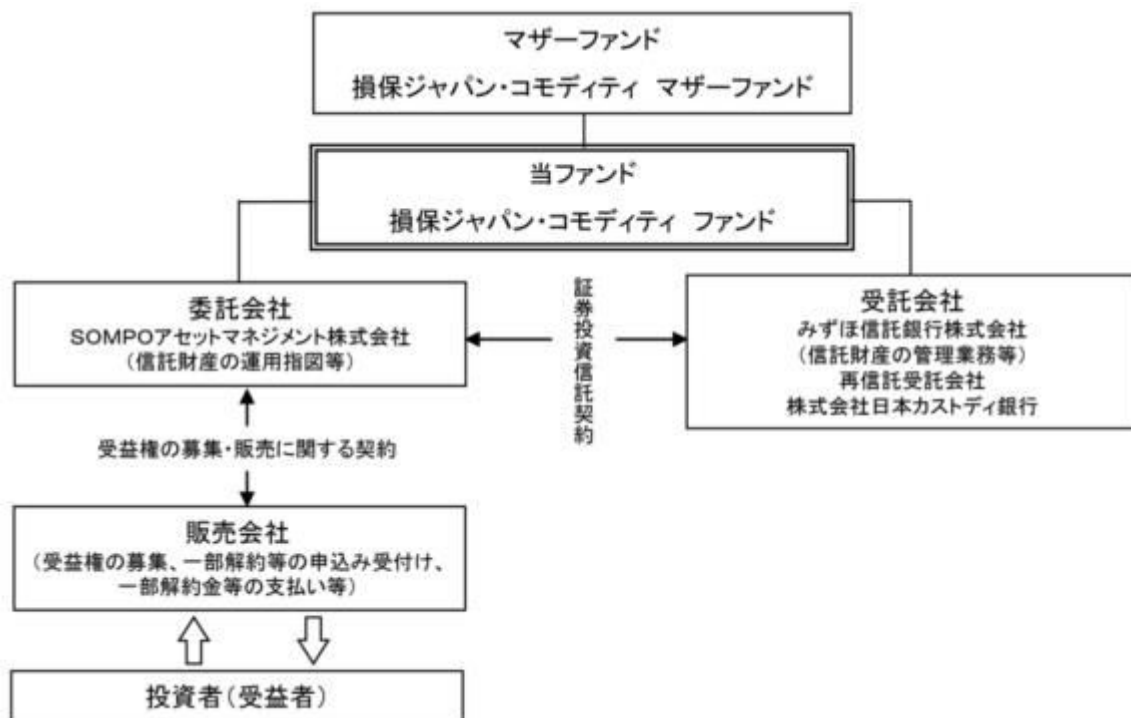 マザーファンド
損保ジャパン・コモディティ マザーファンド
当ファンド
損保ジャパン・コモディティ ファンド
委託会社
SOMPOアセットマネジメント株式会社
(信託財産の運用指図等)
証券投資信託契約
受託会社
みずほ信託銀行株式会社
(信託財産の管理業務等)
再信託受託会社
株式会社日本カストディ銀行
受益権の募集・販売に関する契約
販売会社
(受益権の募集、一部解約等の申込み受付け、
一部解約金等の支払い等)
投資者(受益者)